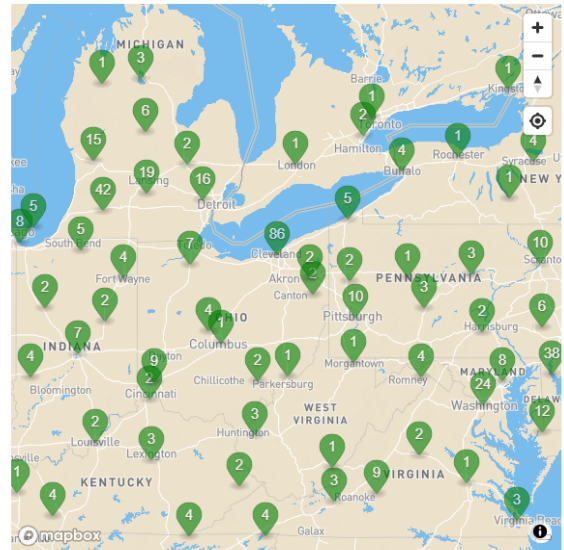 Ottawa
MICHIGAN
1
3
Barrie
1
Kingston
1
6
2
Toronto
15
2
1
Hamilton
4
1
4
London
Buffalo
Rochester
Syracuse
19
Lansing
16
42
1
NEW Y
Detroit
5
5
8
5
86
South Bend
7
Toledo
Cleveland
2
2
1
3
10
4
Akron
2
PENNSYLVANIA
Scranto
Fort Wayne
Canton
3
2
2
10
6
4
OHIO
Pittsburgh
2
Harrisburg
7
1
INDIANA
Columbus
1
4
9
2
1
4
8
38
Morgantown
Bloomington
2
Chillicothe
Parkersburg
Romney
MARYLAND
24
Cincinnati
Washington
DELAW
WEST
VIRGINIA
12
2
3
Louisville
Huntington
2
3
Lexington
1
2
1
1
3
9
VIRGINIA
KENTUCKY
Roanoke
4
3
4
4
Virginia Beach
Galax
mapbox